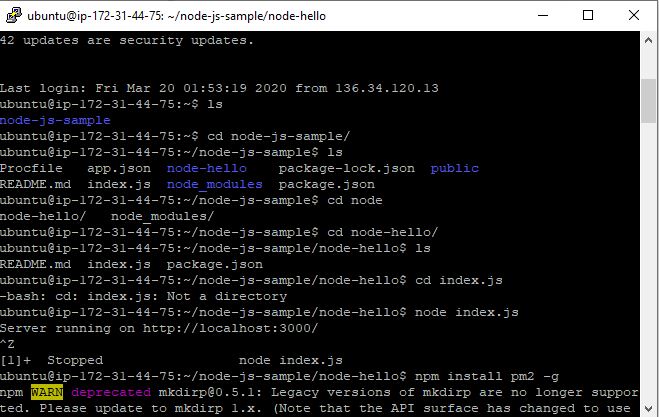 ubuntu@ip-172-31-44-75: ~/node-js-sample/node-hello
42 updates are security updates.
Last login: Fri Mar 20 01:53:19 2020 from 136.34.120.13
ubuntu@ip-172-31-44-75:~$ ls
node-js-sample
ubuntu@ip-172-31-44-75:~$ cd node-js-sample/
ubuntu@ip-172-31-44-75:~/node-js-sample$ ls
Procfile   app.json  node-hello    package-lock.json  public
README.md  index.js  node_modules  package.json
ubuntu@ip-172-31-44-75:~/node-js-sample$ cd node
node-hello/   node_modules/
ubuntu@ip-172-31-44-75:~/node-js-sample$ cd node-hello/
ubuntu@ip-172-31-44-75:~/node-js-sample/node-hello$ ls
README.md  index.js  package.json
ubuntu@ip-172-31-44-75:~/node-js-sample/node-hello$ cd index.js
-bash: cd: index.js: Not a directory
ubuntu@ip-172-31-44-75:~/node-js-sample/node-hello$ node index.js
Server running on http://localhost:3000/
^Z
[1]+  Stopped                 node index.js
ubuntu@ip-172-31-44-75:~/node-js-sample/node-hello$ npm install pm2 -g
npm WARN deprecated mkdirp@0.5.1: Legacy versions of mkdirp are no longer suppor
ted. Please update to mkdirp 1.x. (Note that the API surface has changed to use